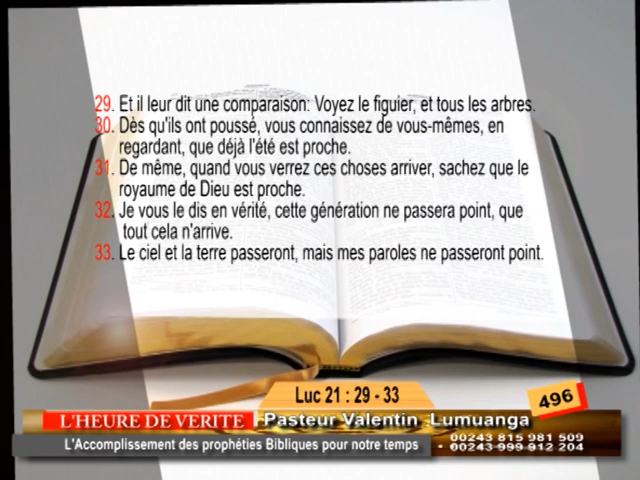 29. Et il leur dit une comparaison: Voyez le figuier, et tous les arbres.
30. Dès qu'ils ont poussé, vous connaissez de vous-mêmes, en
regardant, que déjà l'été est proche.
31. De même, quand vous verrez ces choses arriver, sachez que le
royaume de Dieu est proche.
32. Je vous le dis en vérité, cette génération ne passera point, que
tout cela n'arrive.
33. Le ciel et la terre passeront, mais mes paroles ne passeront point.
Luc 21 : 29 - 33
496
L'HEURE DE VERITE Pasteur Valentin Lumuanga
L'Accomplissement des prophéties Bibliques pour notre temps
00243 815 981 509
• 00243 999 912 204